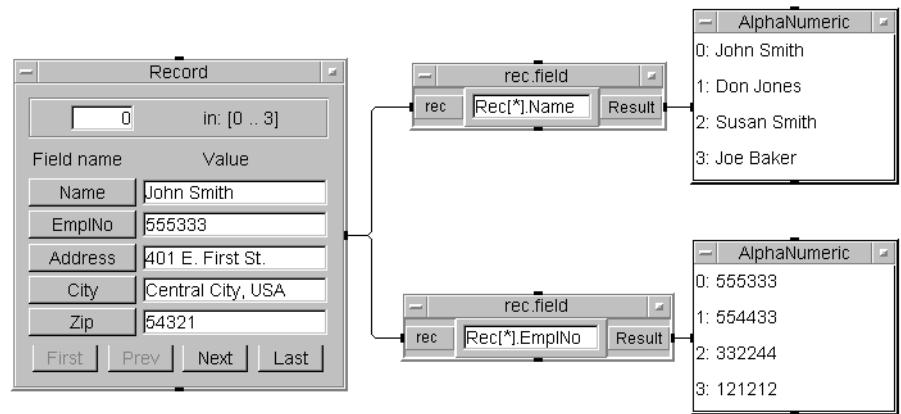 Record
0 in: [0 .. 3]
Field name Value
Name John Smith
EmplNo 555333
Address 401 E. First St.
City Central City, USA
Zip 54321
First Prev Next Last
rec.field
rec Rec[*].Name Result
AlphaNumeric
0: John Smith
1: Don Jones
2: Susan Smith
3: Joe Baker
rec.field
rec Rec[*].EmplNo Result
AlphaNumeric
0: 555333
1: 554433
2: 332244
3: 121212